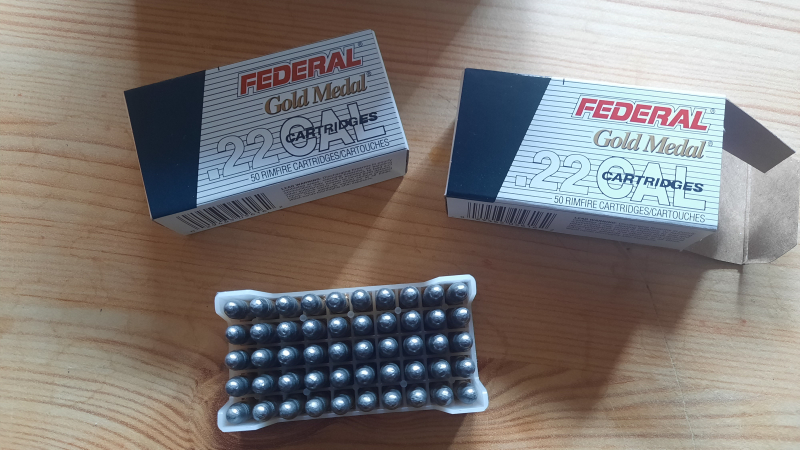 FEDERAL®
Gold Medal®
.22 CAL
CARTRIDGES
50 RIMFIRE CARTRIDGES/CARTOUCHES
FEDERAL®
Gold Medal®
.22 CAL
CARTRIDGES
50 RIMFIRE CARTRIDGES/CARTOUCHES